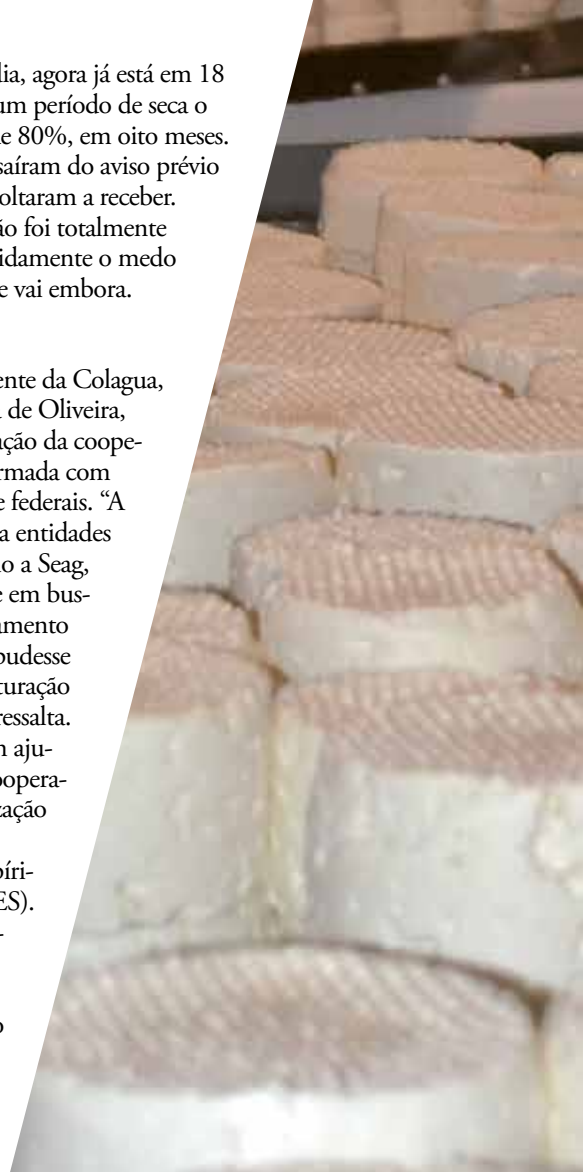 lia, agora já está em 18
um período de seca o
e 80%, em oito meses.
saíram do aviso prévio
oltaram a receber.
ão foi totalmente
idamente o medo
e vai embora.
ente da Colagua,
de Oliveira,
ação da coope-
rmada com
e federais. “A
a entidades
o a Seag,
e em bus-
amento
pudesse
turação
ressalta.
aju-
oopera-
zação
píri-
ES).
-
o